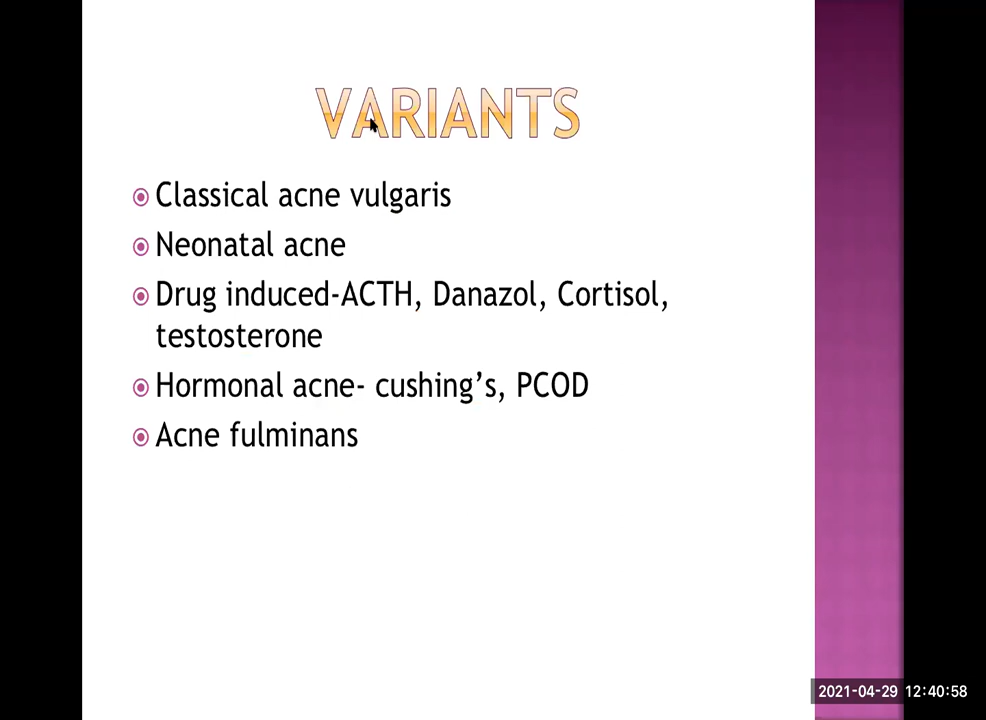 VARIANTS
Classical acne vulgaris
Neonatal acne
Drug induced-ACTH, Danazol, Cortisol,
testosterone
Hormonal acne- cushing’s, PCOD
Acne fulminans
2021-04-29 12:40:58